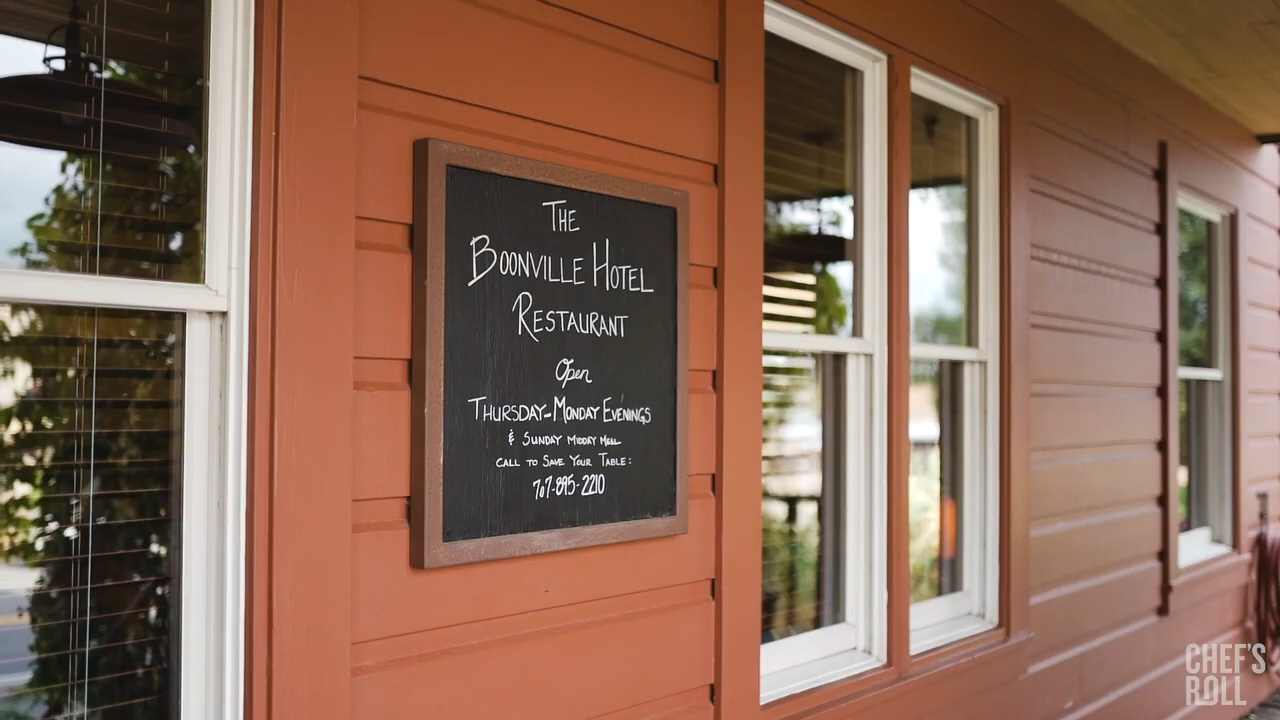 THE
BOONVILLE HOTEL
RESTAURANT
Open
THURSDAY-MONDAY EVENINGS
& SUNDAY MIDDAY MEAL
CALL TO SAVE YOUR TABLE:
707-895-2210
CHEF'S
ROLL